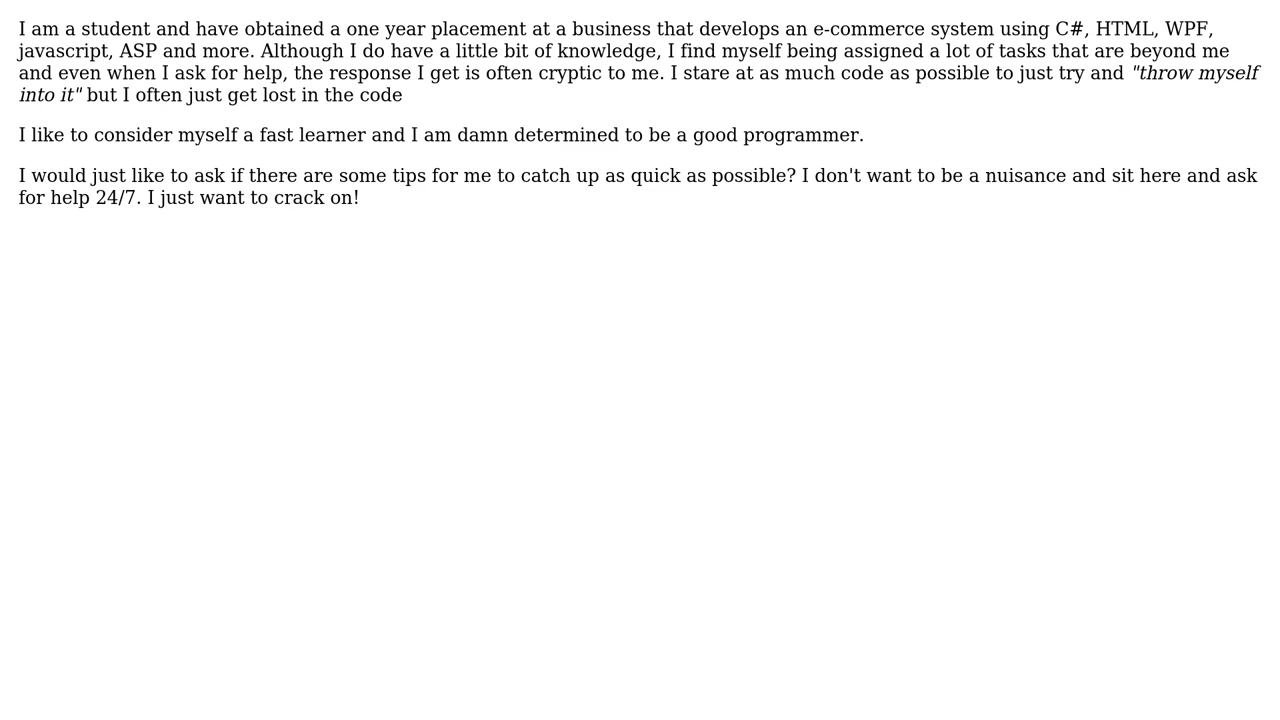 I am a student and have obtained a one year placement at a business that develops an e-commerce system using C#, HTML, WPF,
javascript, ASP and more. Although I do have a little bit of knowledge, I find myself being assigned a lot of tasks that are beyond me
and even when I ask for help, the response I get is often cryptic to me. I stare at as much code as possible to just try and "throw myself
into it" but I often just get lost in the code
I like to consider myself a fast learner and I am damn determined to be a good programmer.
I would just like to ask if there are some tips for me to catch up as quick as possible? I don't want to be a nuisance and sit here and ask
for help 24/7. I just want to crack on!